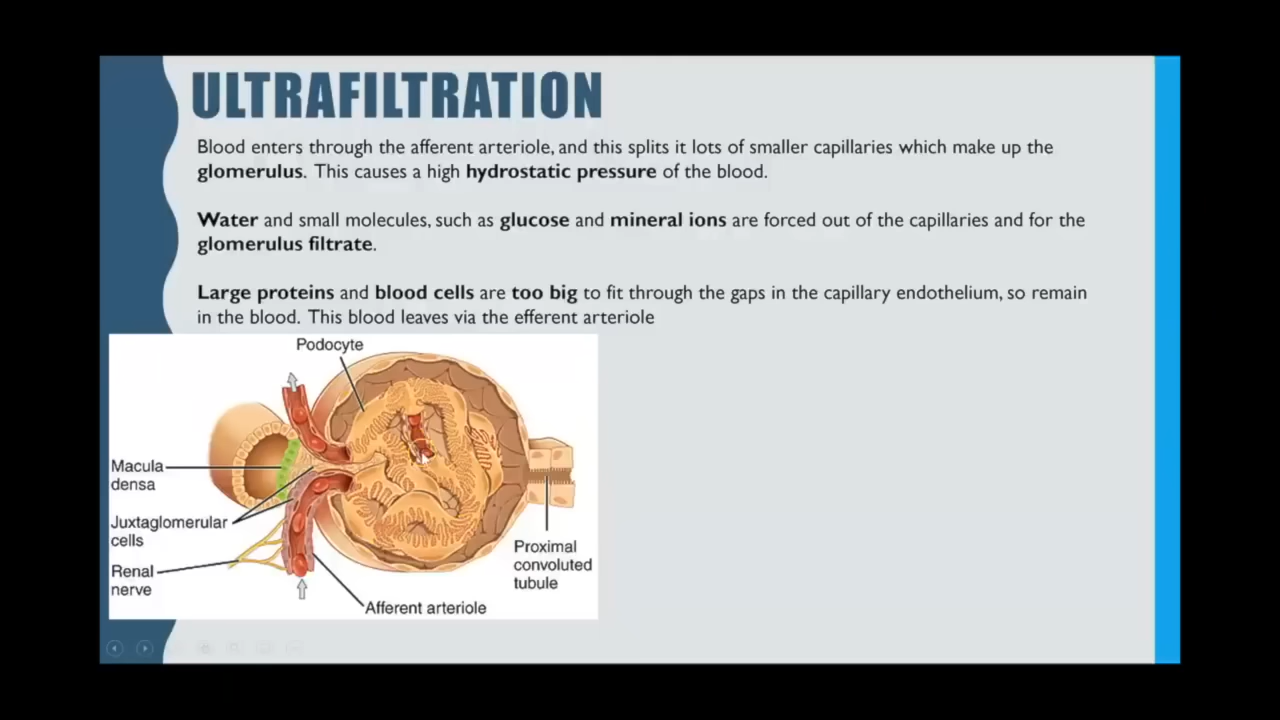 ULTRAFILTRATION
Blood enters through the afferent arteriole, and this splits it lots of smaller capillaries which make up the
glomerulus. This causes a high hydrostatic pressure of the blood.
Water and small molecules, such as glucose and mineral ions are forced out of the capillaries and for the
glomerulus filtrate.
Large proteins and blood cells are too big to fit through the gaps in the capillary endothelium, so remain
in the blood. This blood leaves via the efferent arteriole
Podocyte
Macula
densa
Juxtaglomerular
cells
Renal
nerve
Afferent arteriole
Proximal
convoluted
tubule